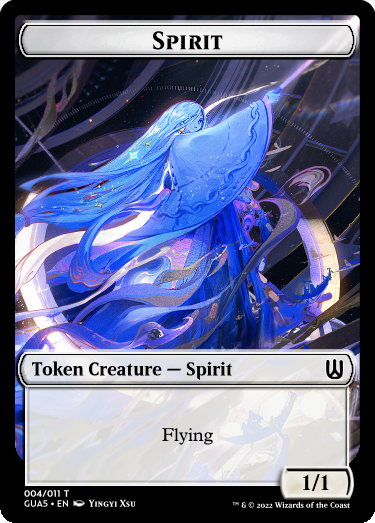 SPIRIT
Token Creature — Spirit
Flying
1/1
004/011 T
GUA5 • EN YINGYI XSU
™ & © 2022 Wizards of the Coast